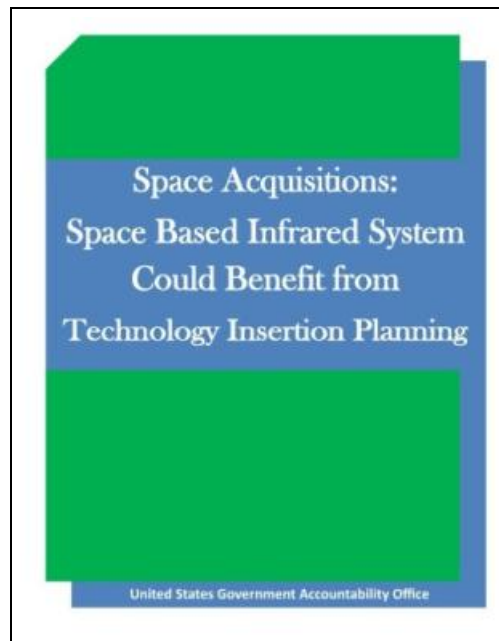 Space Acquisitions:
Space Based Infrared System
Could Benefit from
Technology Insertion Planning
United States Government Accountability Office